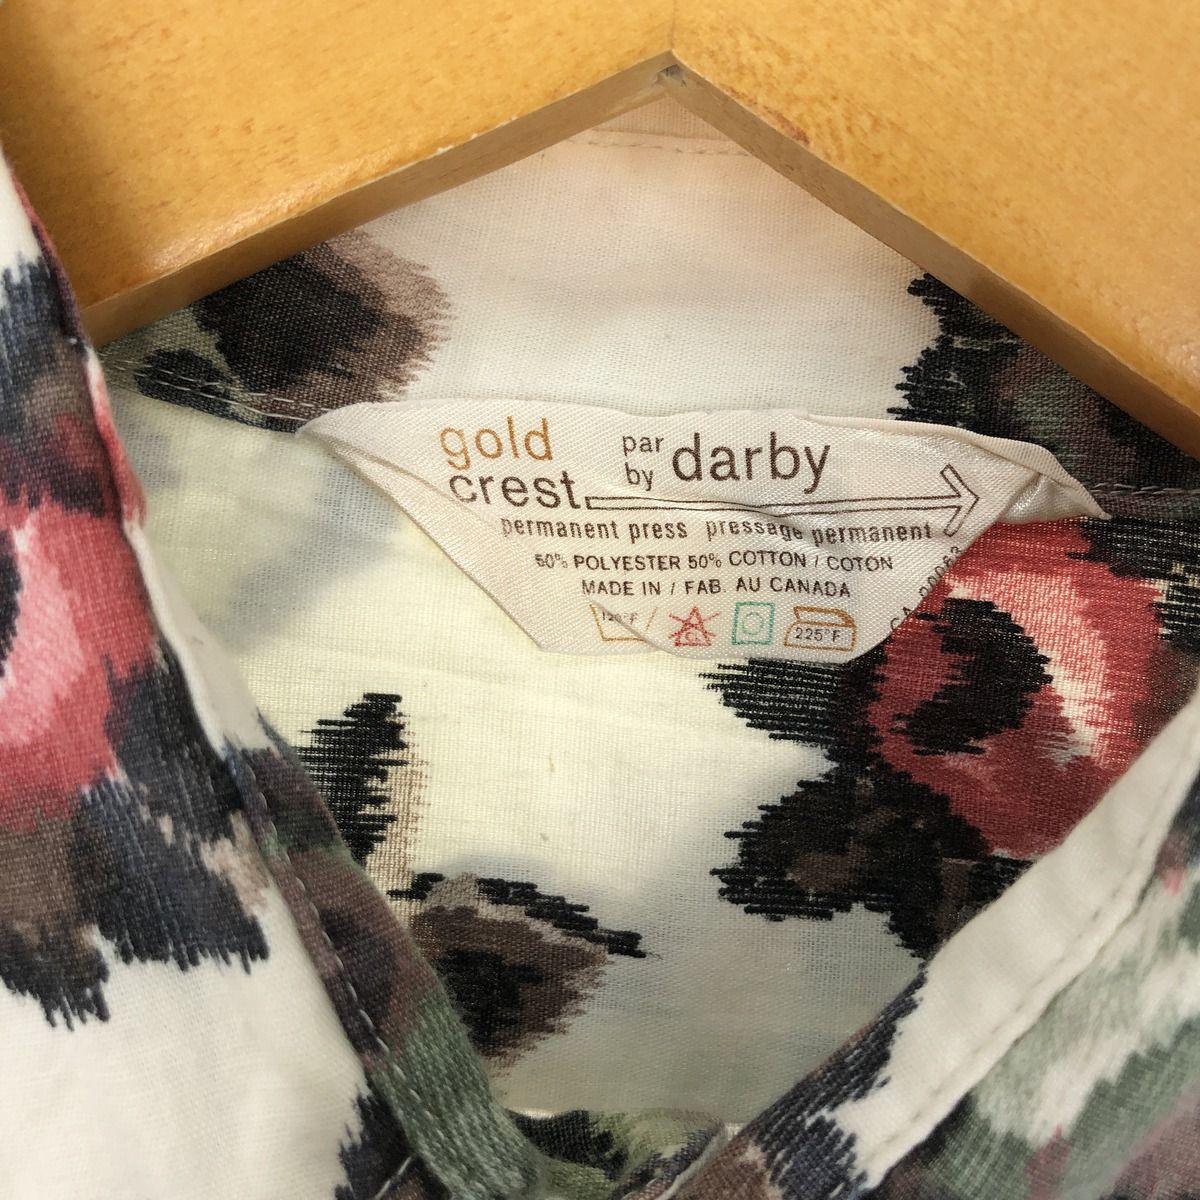 gold par
crest by darby
permanent press pressage permanent
50% POLYESTER 50% COTTON / COTON
MADE IN / FAB. AU CANADA
120°F C 225°F